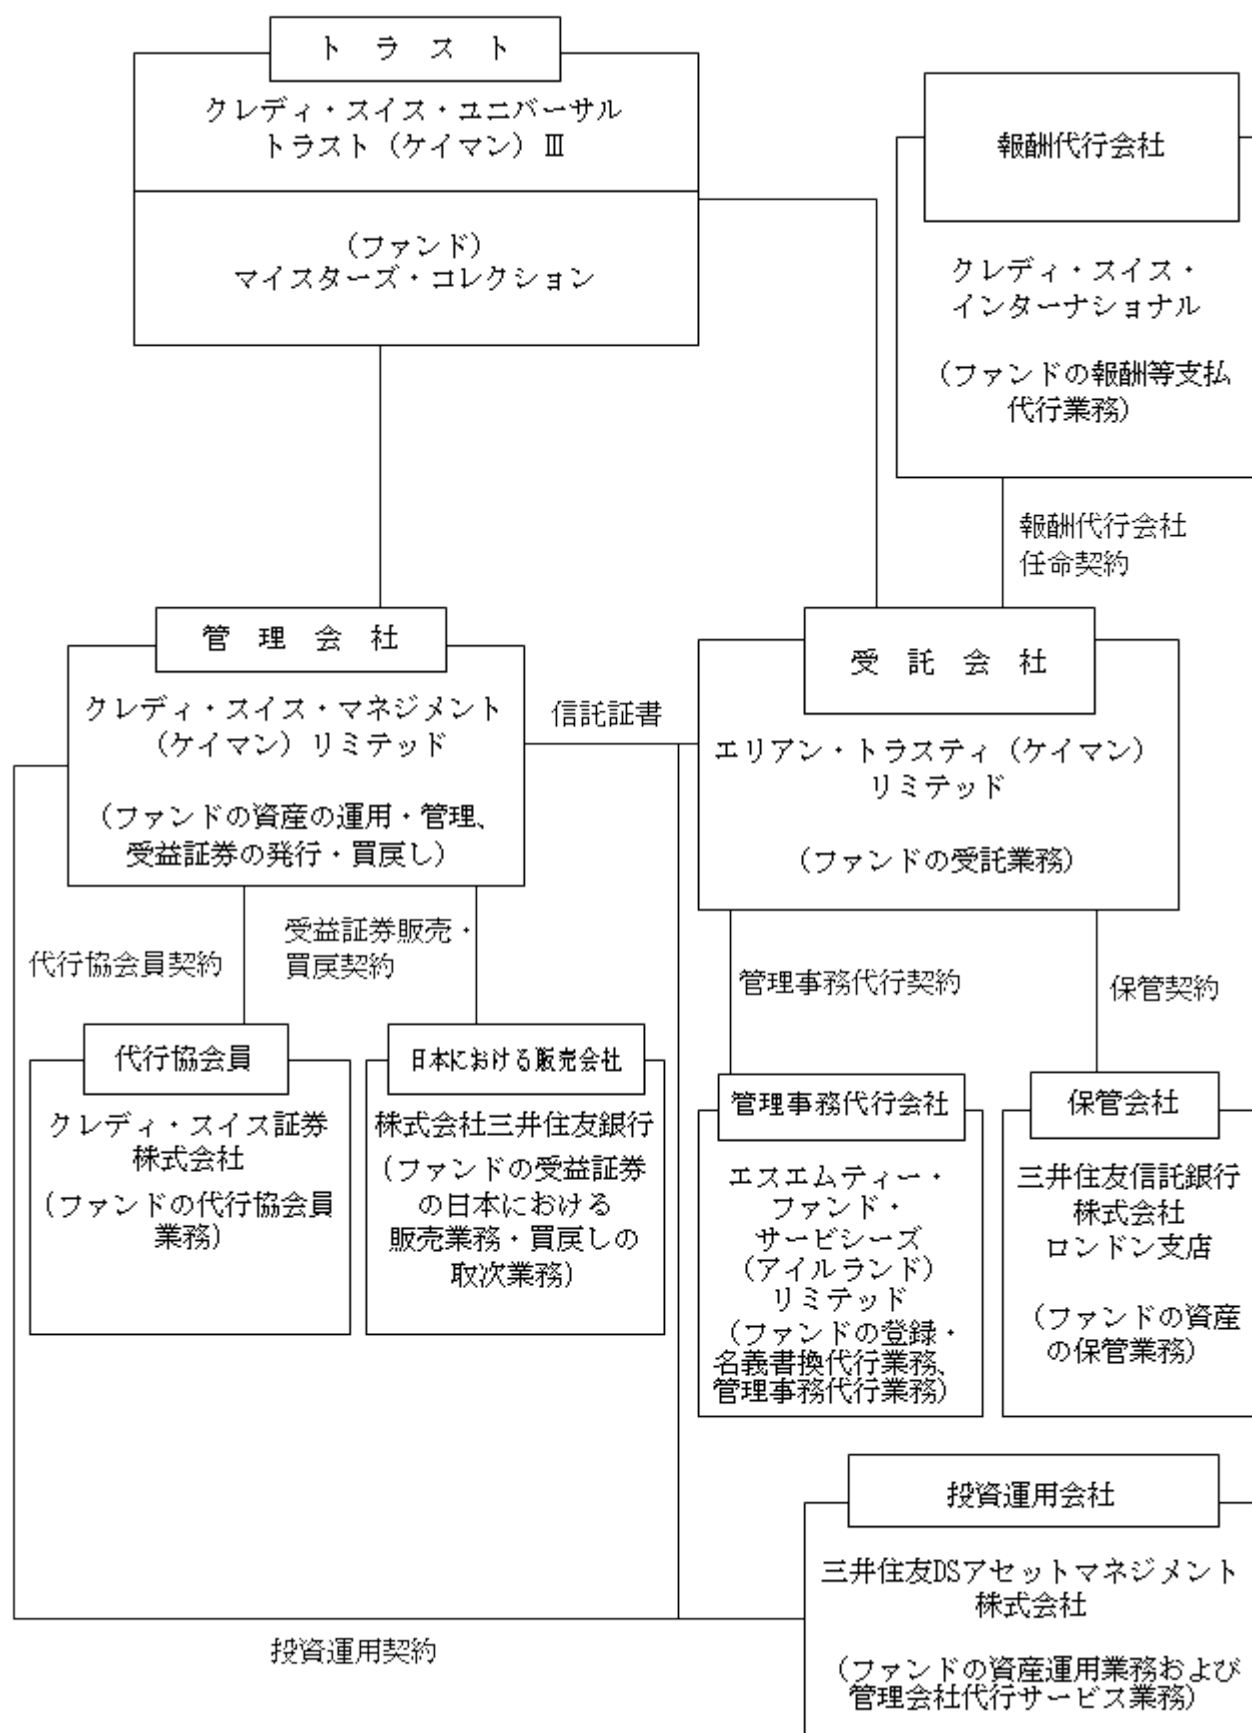 ト ラ ス ト
クレディ・スイス・ユニバーサル
トラスト（ケイマン）Ⅲ
（ファンド）
マイスターズ・コレクション
報酬代行会社
クレディ・スイス・
インターナショナル
（ファンドの報酬等支払
代行業務）
報酬代行会社
任命契約
管 理 会 社
クレディ・スイス・マネジメント
（ケイマン）リミテッド
（ファンドの資産の運用・管理、
受益証券の発行・買戻し）
信託証書
受 託 会 社
エリアン・トラスティ（ケイマン）
リミテッド
（ファンドの受託業務）
代行協会員契約
受益証券販売・
買戻契約
管理事務代行契約
保管契約
代行協会員
クレディ・スイス証券
株式会社
（ファンドの代行協会員
業務）
日本における販売会社
株式会社三井住友銀行
（ファンドの受益証券
の日本における
販売業務・買戻しの
取次業務）
管理事務代行会社
エスエムティー・
ファンド・
サービシーズ
（アイルランド）
リミテッド
（ファンドの登録・
名義書換代行業務、
管理事務代行業務）
保管会社
三井住友信託銀行
株式会社
ロンドン支店
（ファンドの資産
の保管業務）
投資運用会社
三井住友DSアセットマネジメント
株式会社
（ファンドの資産運用業務および
管理会社代行サービス業務）
投資運用契約